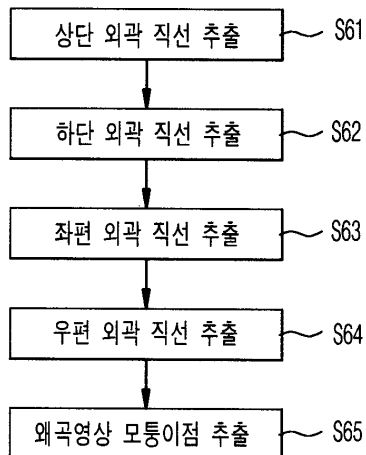 상단 외곽 직선 추출 S61
하단 외곽 직선 추출 S62
좌편 외곽 직선 추출 S63
우편 외곽 직선 추출 S64
왜곡영상 모퉁이점 추출 S65